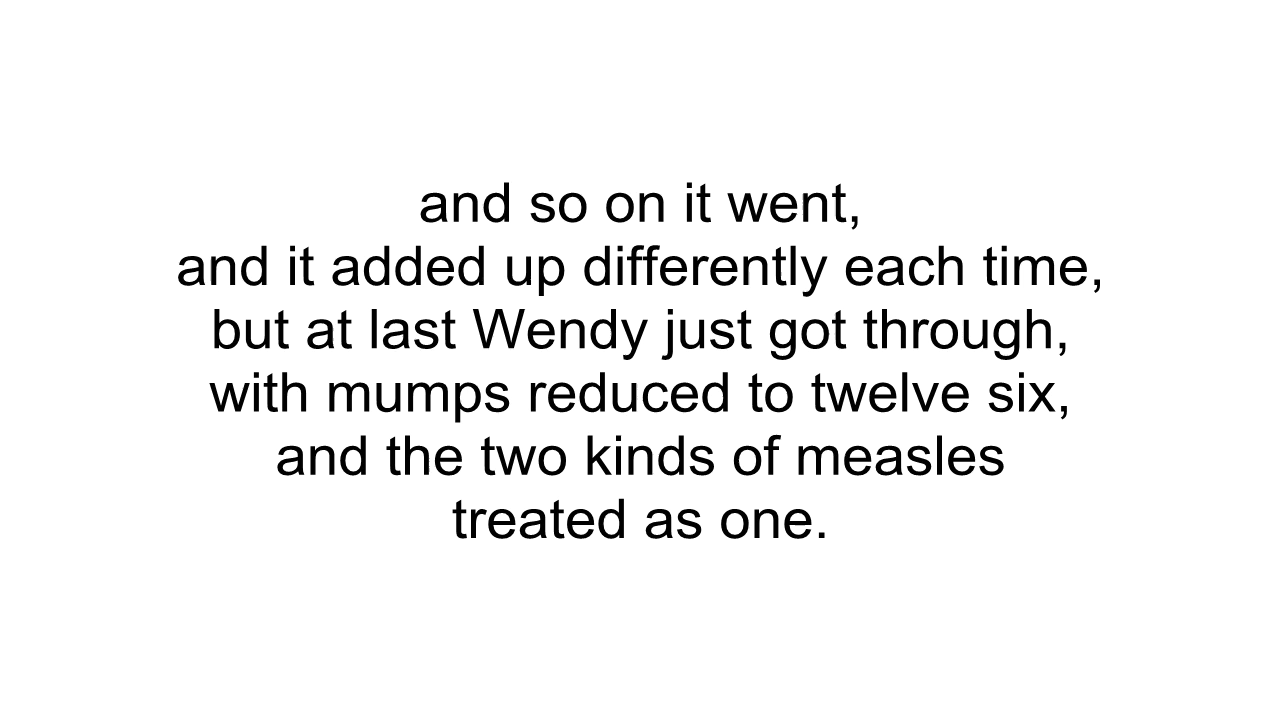 and so on it went,
and it added up differently each time,
but at last Wendy just got through,
with mumps reduced to twelve six,
and the two kinds of measles
treated as one.